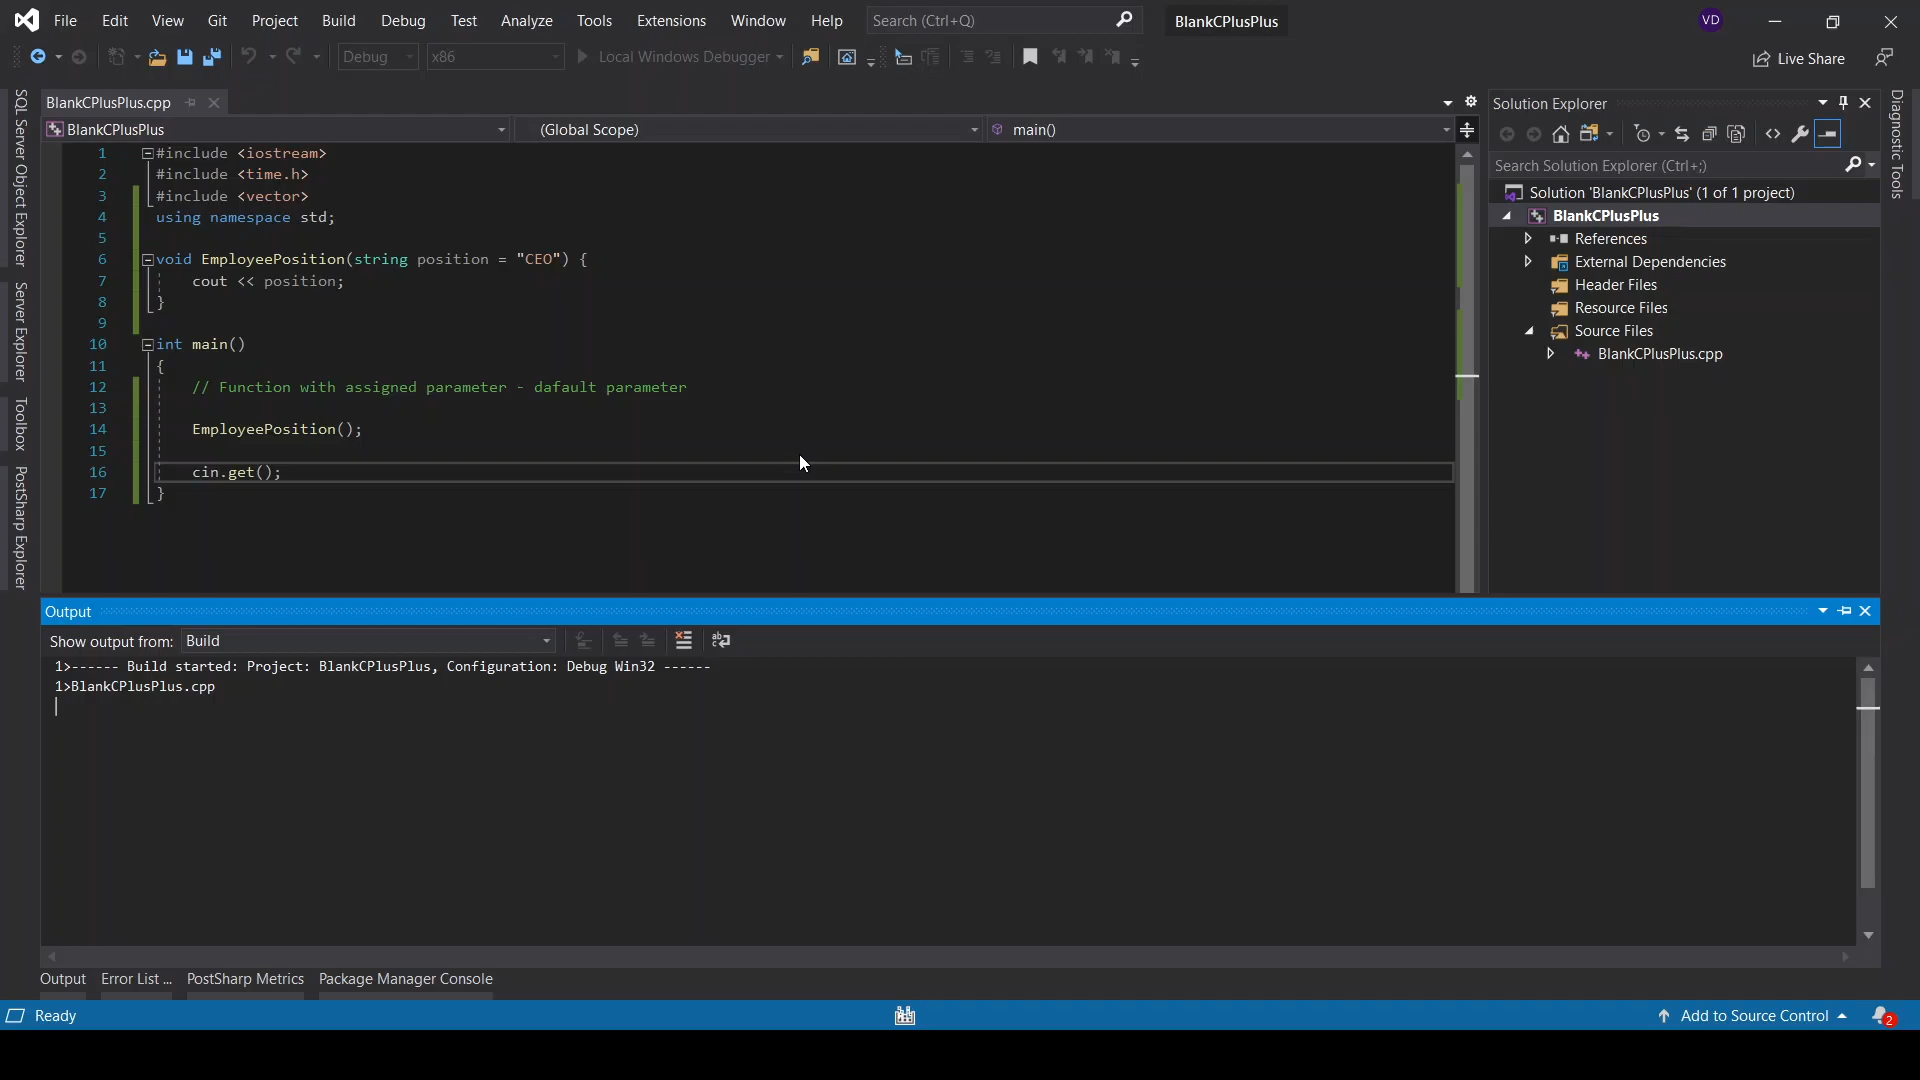 File Edit View Git Project Build Debug Test Analyze Tools Extensions Window Help Search (Ctrl+Q) BlankCPlusPlus VD
Debug x86 Local Windows Debugger Live Share
SQL Server Object Explorer
Server Explorer
Toolbox
PostSharp Explorer
BlankCPlusPlus.cpp
BlankCPlusPlus (Global Scope) main()
1 #include <iostream>
2 #include <time.h>
3 #include <vector>
4 using namespace std;
5
6 void EmployeePosition(string position = "CEO") {
7 cout << position;
8 }
9
10 int main()
11 {
12 // Function with assigned parameter - dafault parameter
13
14 EmployeePosition();
15
16 cin.get();
17 }
Solution Explorer
Search Solution Explorer (Ctrl+;)
Solution 'BlankCPlusPlus' (1 of 1 project)
BlankCPlusPlus
References
External Dependencies
Header Files
Resource Files
Source Files
BlankCPlusPlus.cpp
Diagnostic Tools
Output
Show output from: Build
1>------ Build started: Project: BlankCPlusPlus, Configuration: Debug Win32 ------
1>BlankCPlusPlus.cpp
Output Error List ... PostSharp Metrics Package Manager Console
Ready Add to Source Control 2